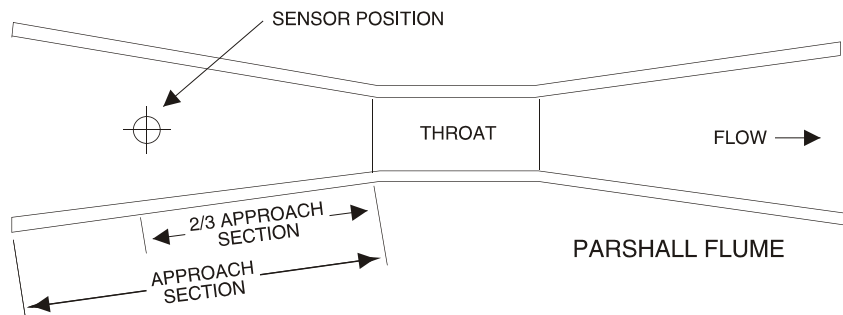 SENSOR POSITION
THROAT
FLOW
2/3 APPROACH
SECTION
APPROACH
SECTION
PARSHALL FLUME